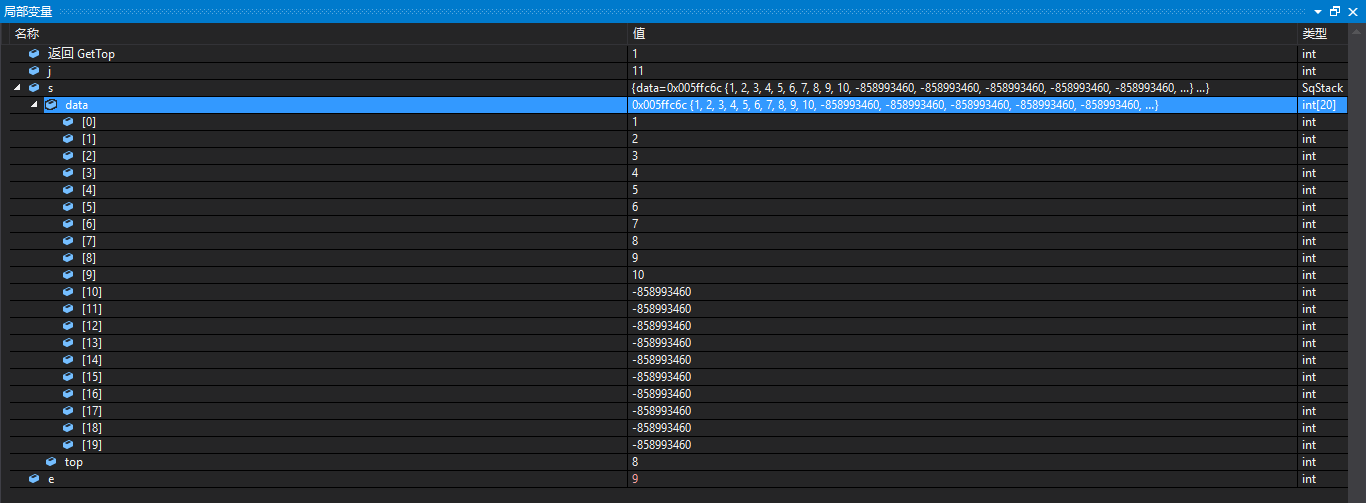 局部变量
名称 值 类型
返回 GetTop 1 int
j 11 int
s {data=0x005ffc6c {1, 2, 3, 4, 5, 6, 7, 8, 9, 10, -858993460, -858993460, -858993460, -858993460, -858993460, ...} ...} SqStack
data 0x005ffc6c {1, 2, 3, 4, 5, 6, 7, 8, 9, 10, -858993460, -858993460, -858993460, -858993460, -858993460, ...} int[20]
[0] 1 int
[1] 2 int
[2] 3 int
[3] 4 int
[4] 5 int
[5] 6 int
[6] 7 int
[7] 8 int
[8] 9 int
[9] 10 int
[10] -858993460 int
[11] -858993460 int
[12] -858993460 int
[13] -858993460 int
[14] -858993460 int
[15] -858993460 int
[16] -858993460 int
[17] -858993460 int
[18] -858993460 int
[19] -858993460 int
top 8 int
e 9 int